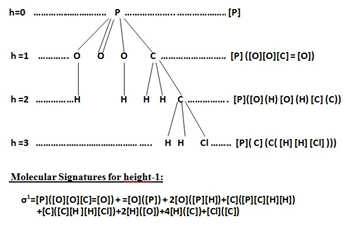 h=0 ........................... P ........................... [P]
h =1 ............ O O O C ........................ [P] ([O][O][C]= [O])
h =2 ..............H H H H C ................ [P]([O](H) [O] (H) [C] (C))
h =3 ........................................... H H Cl ........ [P]( C] (C( [H] [H] [Cl] )))
Molecular Signatures for height-1:
σ¹=[P]([O][O][C]=[O]) + =[O]([P]) + 2[O]([P][H])+[C]([P][C][H][H])
+[C]([C][H ][H][Cl])+2[H]([O])+4[H]([C])+[Cl]([C])